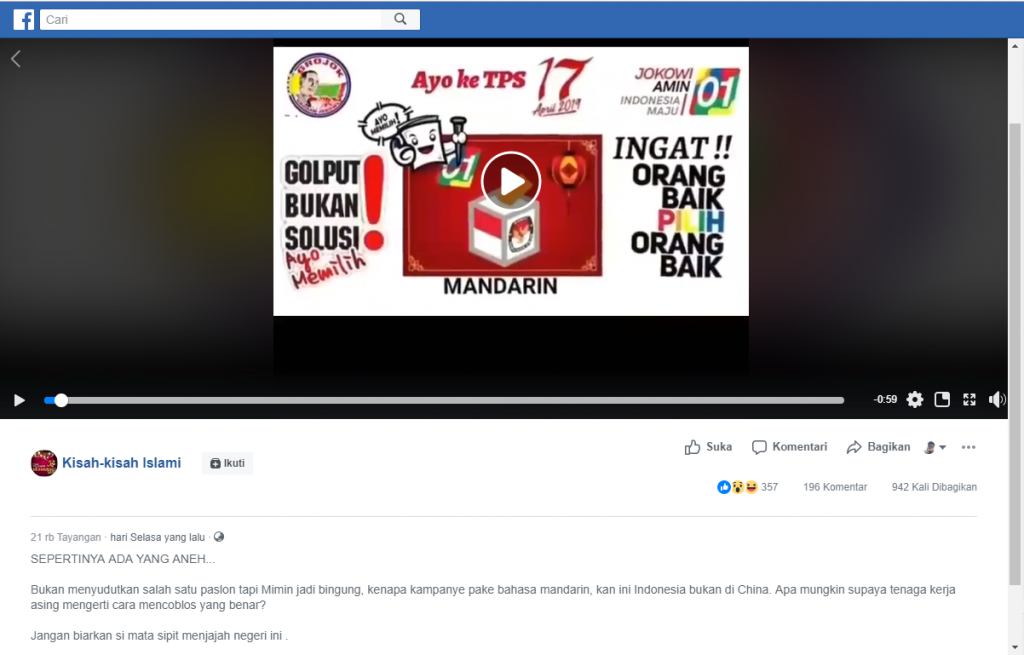 Cari
GROJOK
Ayo ke TPS 17
April 2019
JOKOWI
AMIN
INDONESIA
MAJU
01
AYO
MEMILIH!
GOLPUT
BUKAN
SOLUSI!
Ayo
Memilih
01
INGAT!!
ORANG
BAIK
PILIH
ORANG
BAIK
MANDARIN
-0:59
Suka Komentari Bagikan
Kisah-kisah Islami Ikuti
357 196 Komentar 942 Kali Dibagikan
21 rb Tayangan · hari Selasa yang lalu ·
SEPERTINYA ADA YANG ANEH...
Bukan menyudutkan salah satu paslon tapi Mimin jadi bingung, kenapa kampanye pake bahasa mandarin, kan ini Indonesia bukan di China. Apa mungkin supaya tenaga kerja
asing mengerti cara mencoblos yang benar?
Jangan biarkan si mata sipit menjajah negeri ini .